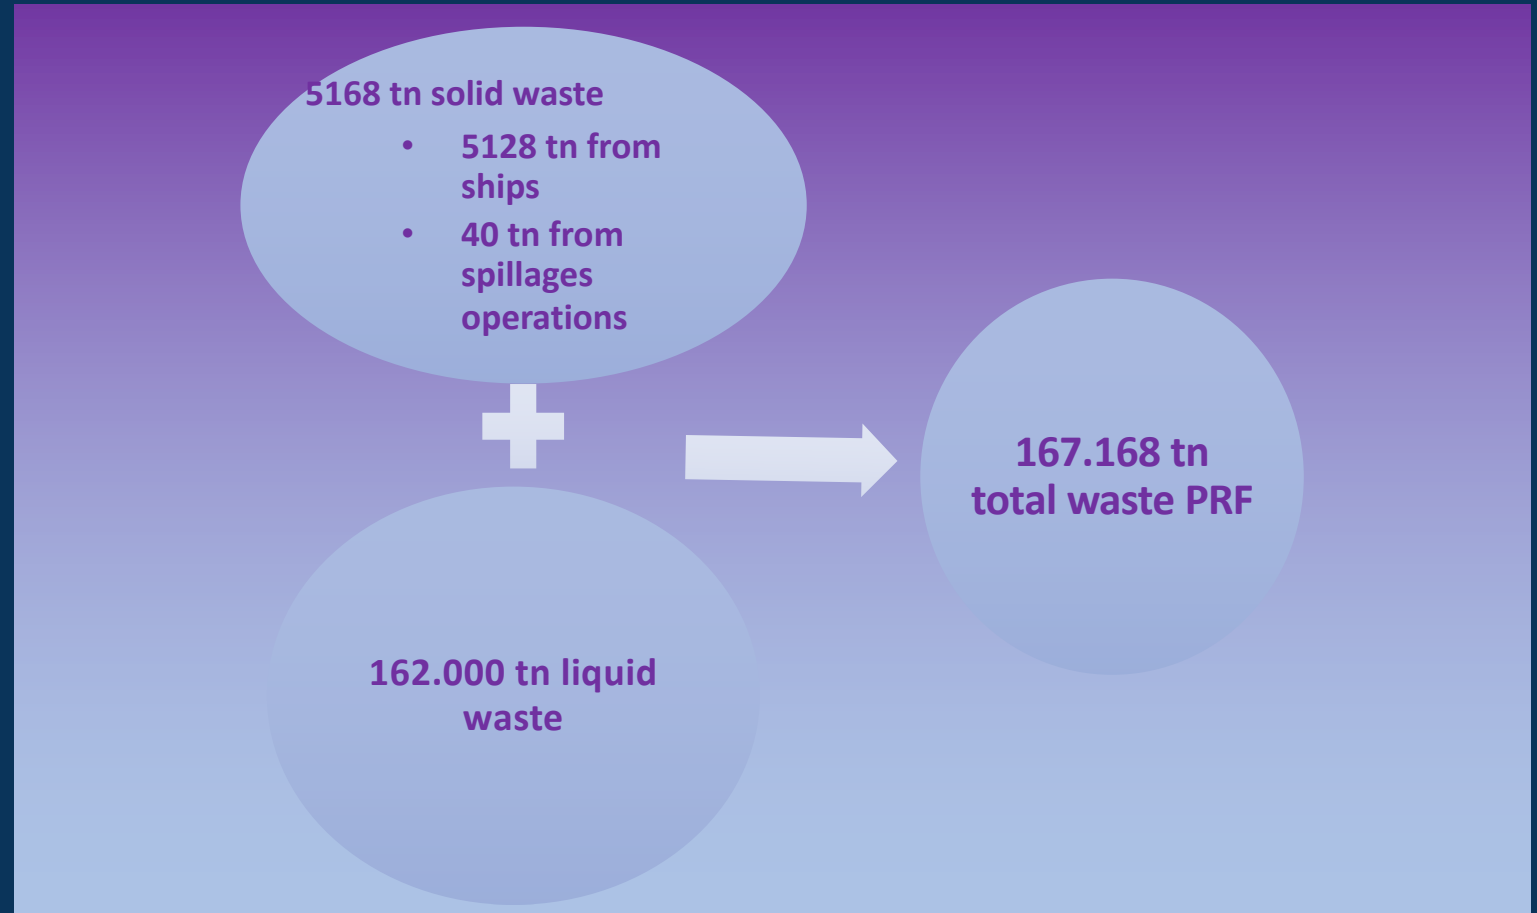 5168 tn solid waste
• 5128 tn from
ships
• 40 tn from
spillages
operations
162.000 tn liquid
waste
167.168 tn
total waste PRF